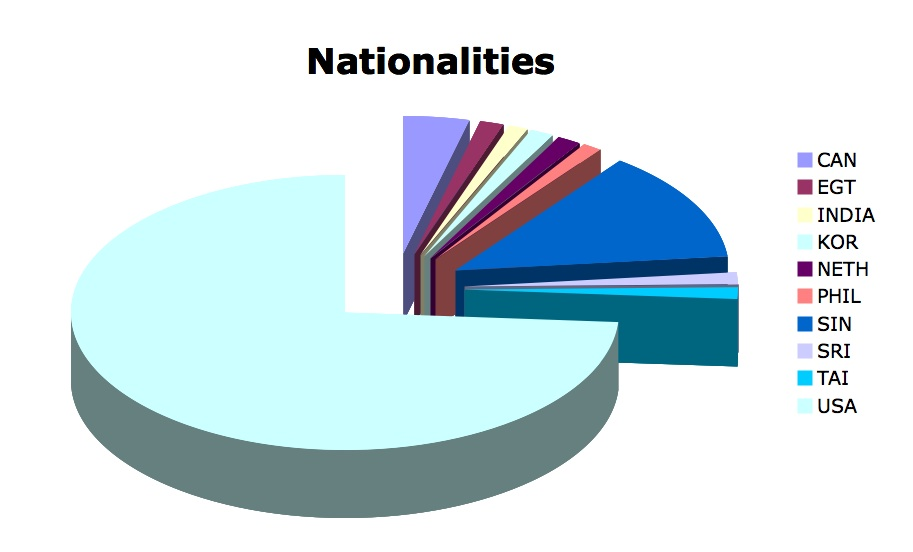 Nationalities
CAN
EGT
INDIA
KOR
NETH
PHIL
SIN
SRI
TAI
USA